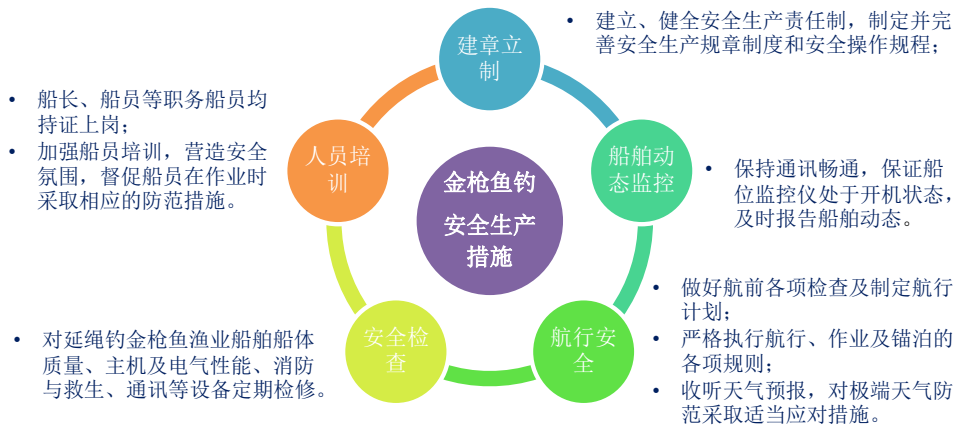 • 建立、健全安全生产责任制，制定并完
善安全生产规章制度和安全操作规程；
建章立
制
• 船长、船员等职务船员均
持证上岗；
• 加强船员培训，营造安全
氛围，督促船员在作业时
采取相应的防范措施。
人员培
训
船舶动
态监控
• 保持通讯畅通，保证船
位监控仪处于开机状态，
及时报告船舶动态。
金枪鱼钓
安全生产
措施
• 对延绳钓金枪鱼渔业船舶船体
质量、主机及电气性能、消防
与救生、通讯等设备定期检修。
安全检
查
航行安
全
• 做好航前各项检查及制定航行
计划；
• 严格执行航行、作业及锚泊的
各项规则；
• 收听天气预报，对极端天气防
范采取适当应对措施。